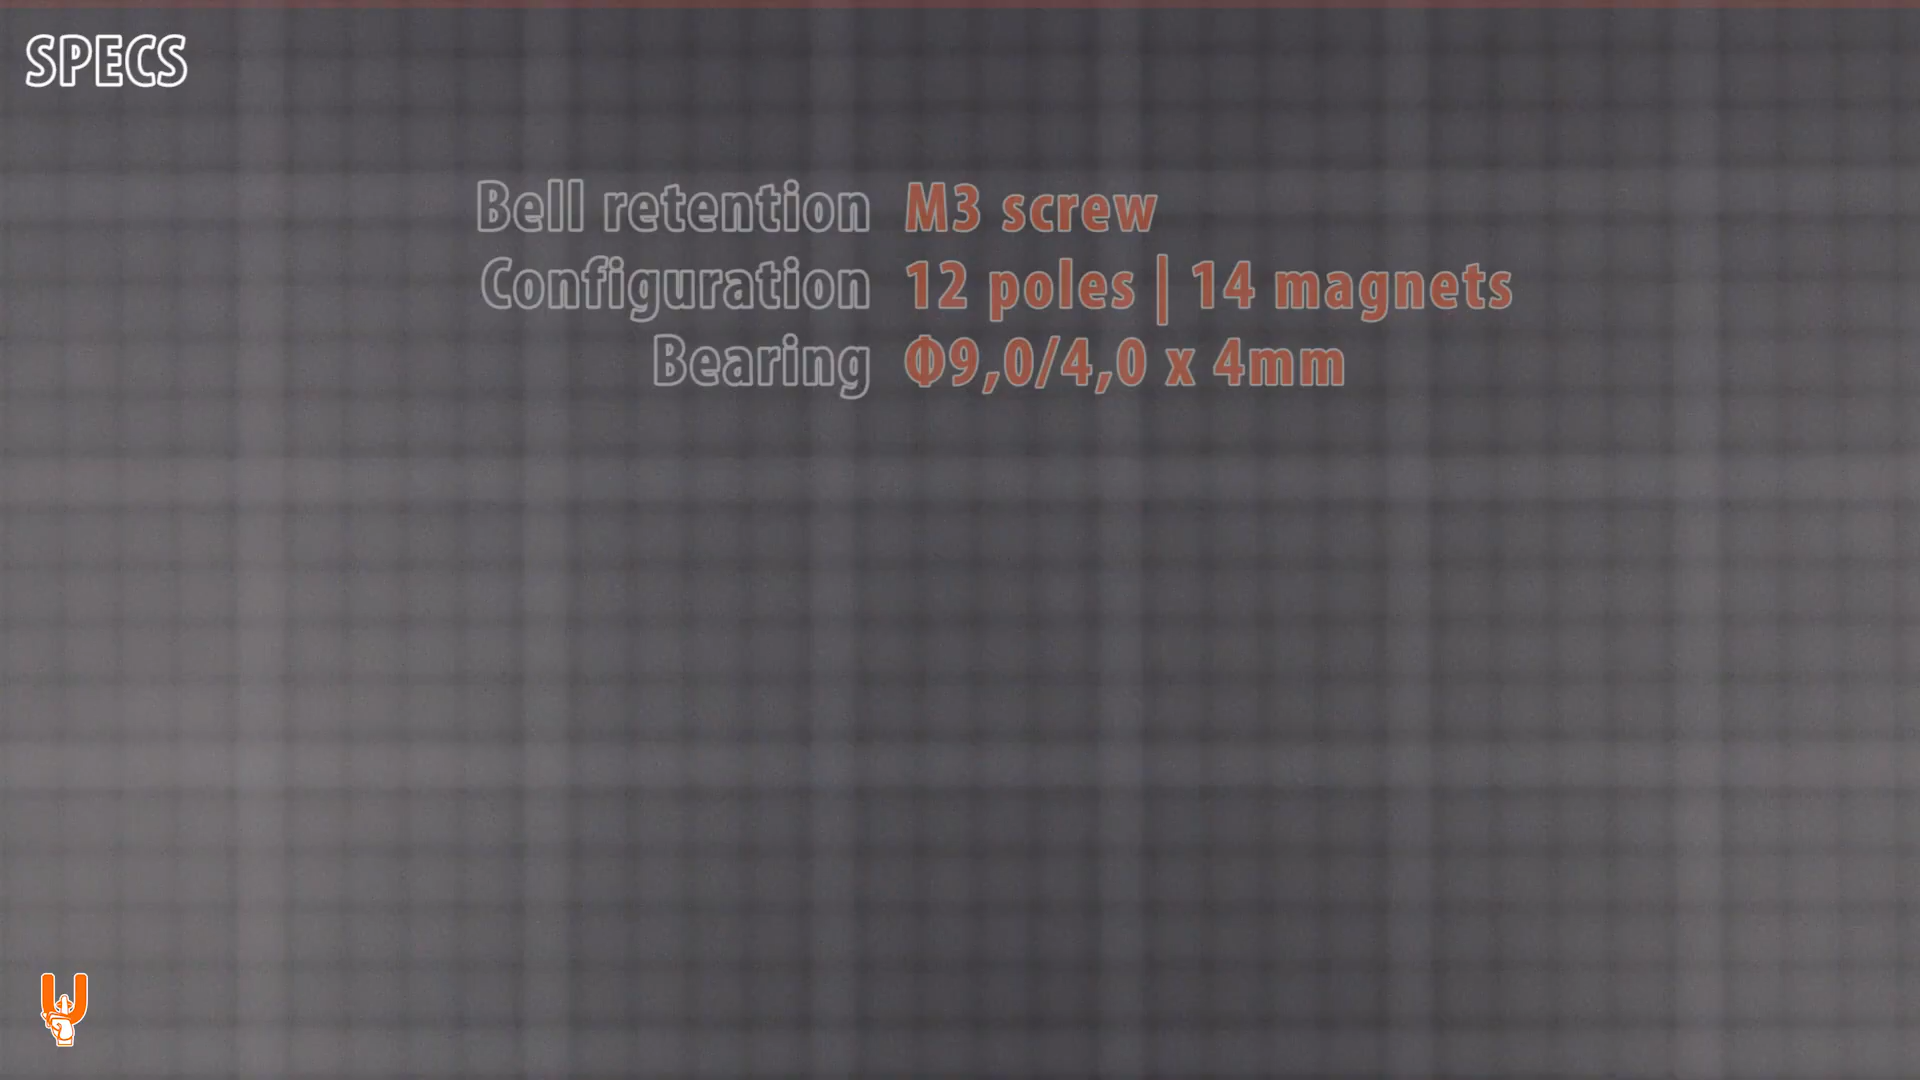 SPECS
Bell retention M3 screw
Configuration 12 poles | 14 magnets
Bearing Φ9,0/4,0 x 4mm